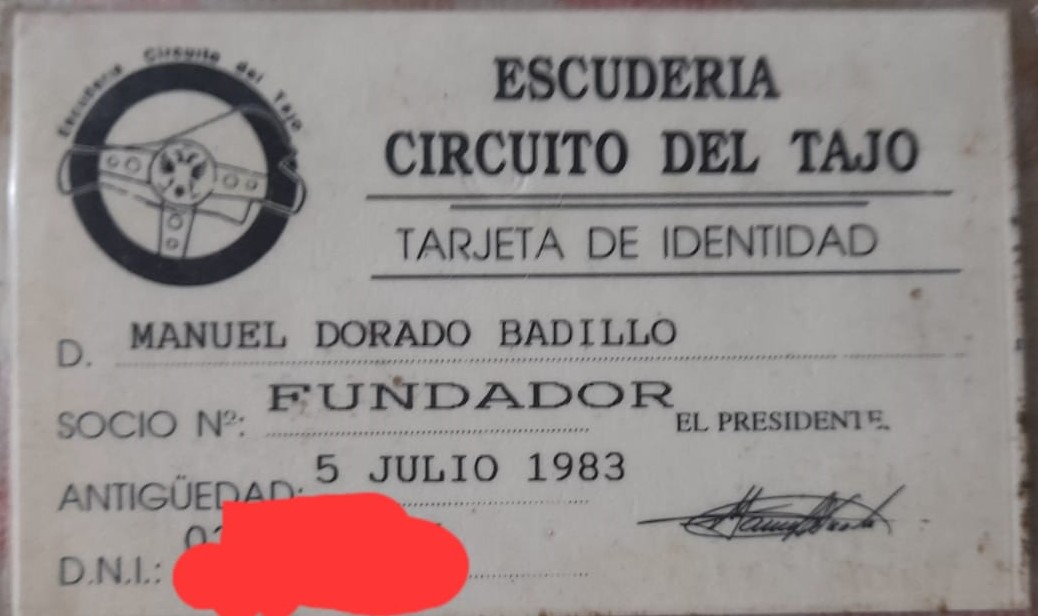 Escuderia Circuito del Tajo
ESCUDERIA
CIRCUITO DEL TAJO
TARJETA DE IDENTIDAD
D. MANUEL DORADO BADILLO
SOCIO Nº: FUNDADOR
EL PRESIDENTE.
ANTIGÜEDAD: 5 JULIO 1983
D.N.I.: